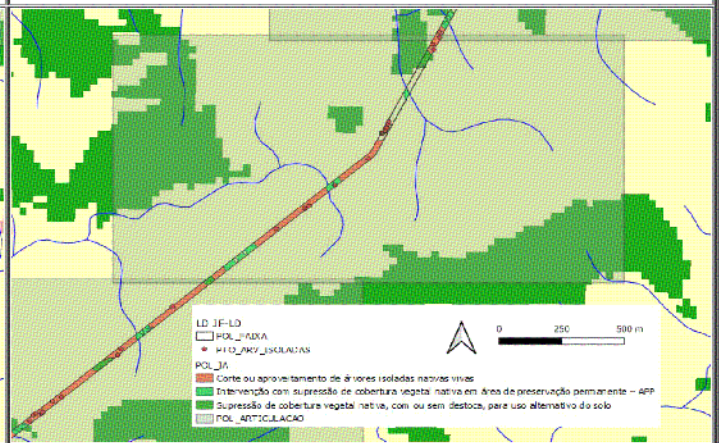 LD JF-LD
POL_FAIXA
PTO_ARV_ISOLADAS
POL_IA
Corte ou aproveitamento de árvores isoladas nativas vivas
Intervenção com supressão de cobertura vegetal nativa em área de preservação permanente – APP
Supressão de cobertura vegetal nativa, com ou sem destoca, para uso alternativo do solo
POL_ARTICULACAO
0 250 500 m